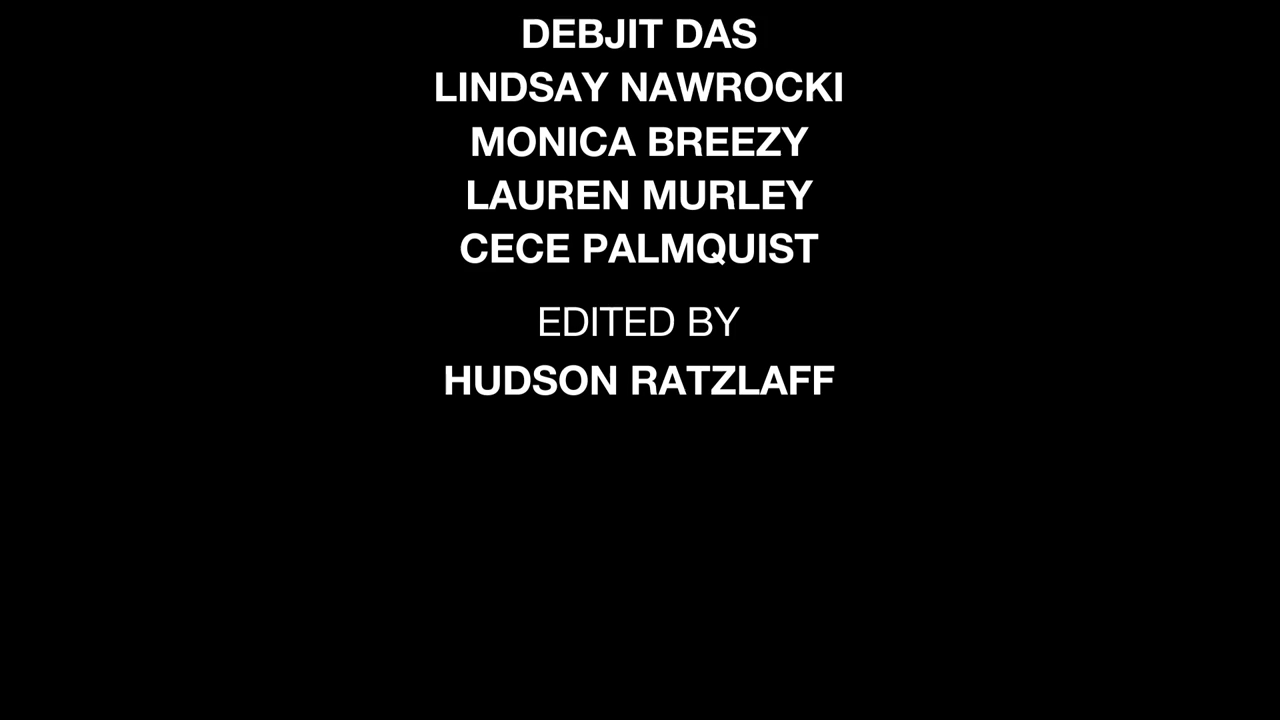 DEBJIT DAS
LINDSAY NAWROCKI
MONICA BREEZY
LAUREN MURLEY
CECE PALMQUIST
EDITED BY
HUDSON RATZLAFF